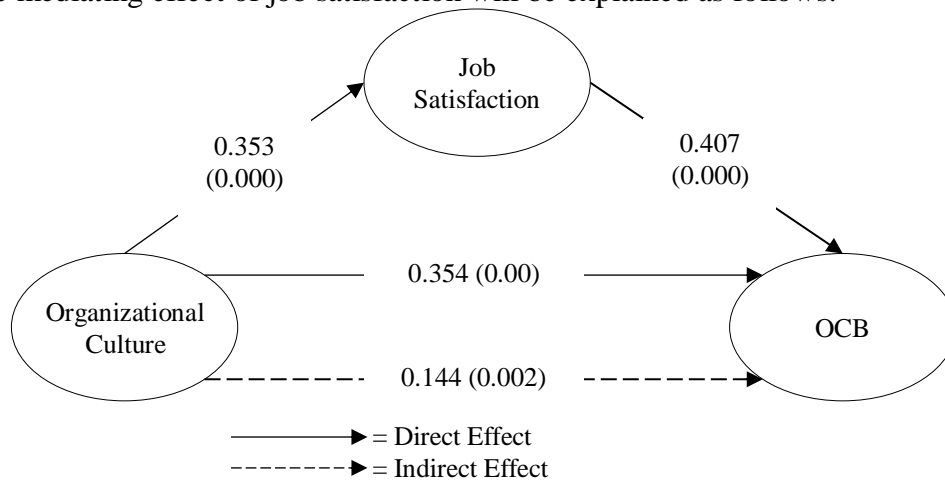 mediating effect of job satisfaction will be explained as follows.
Job
Satisfaction
0.353
(0.000)
0.407
(0.000)
0.354 (0.00)
Organizational
Culture
OCB
0.144 (0.002)
= Direct Effect
= Indirect Effect